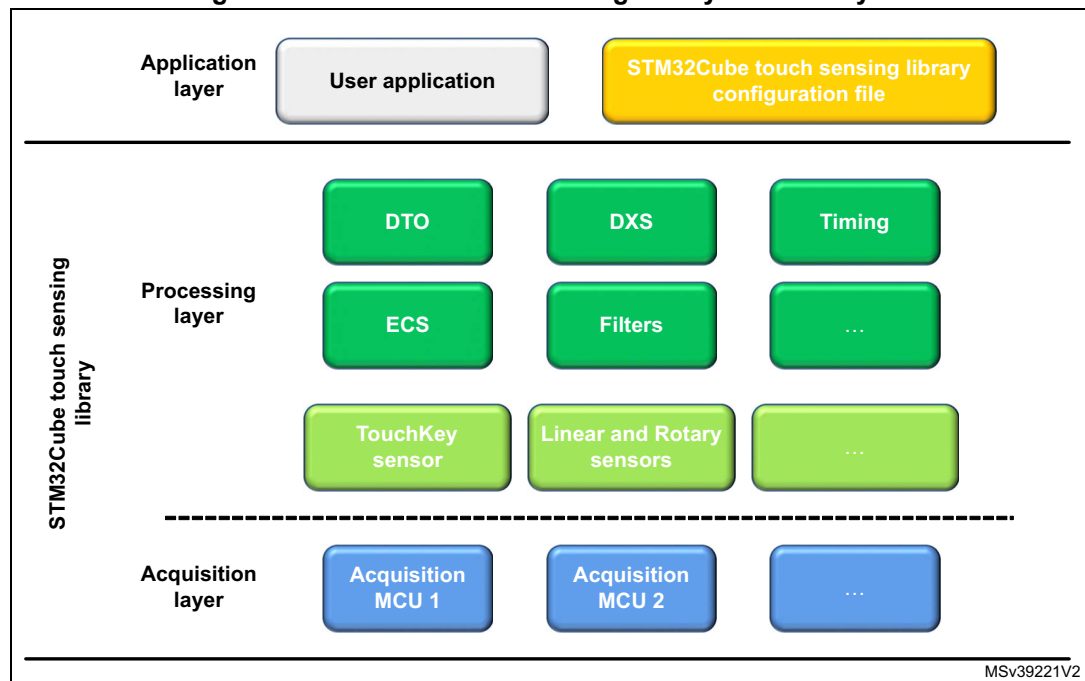 Application
layer
User application
STM32Cube touch sensing library
configuration file
STM32Cube touch sensing
library
Processing
layer
DTO
DXS
Timing
ECS
Filters
...
TouchKey
sensor
Linear and Rotary
sensors
...
Acquisition
layer
Acquisition
MCU 1
Acquisition
MCU 2
...
MSv39221V2